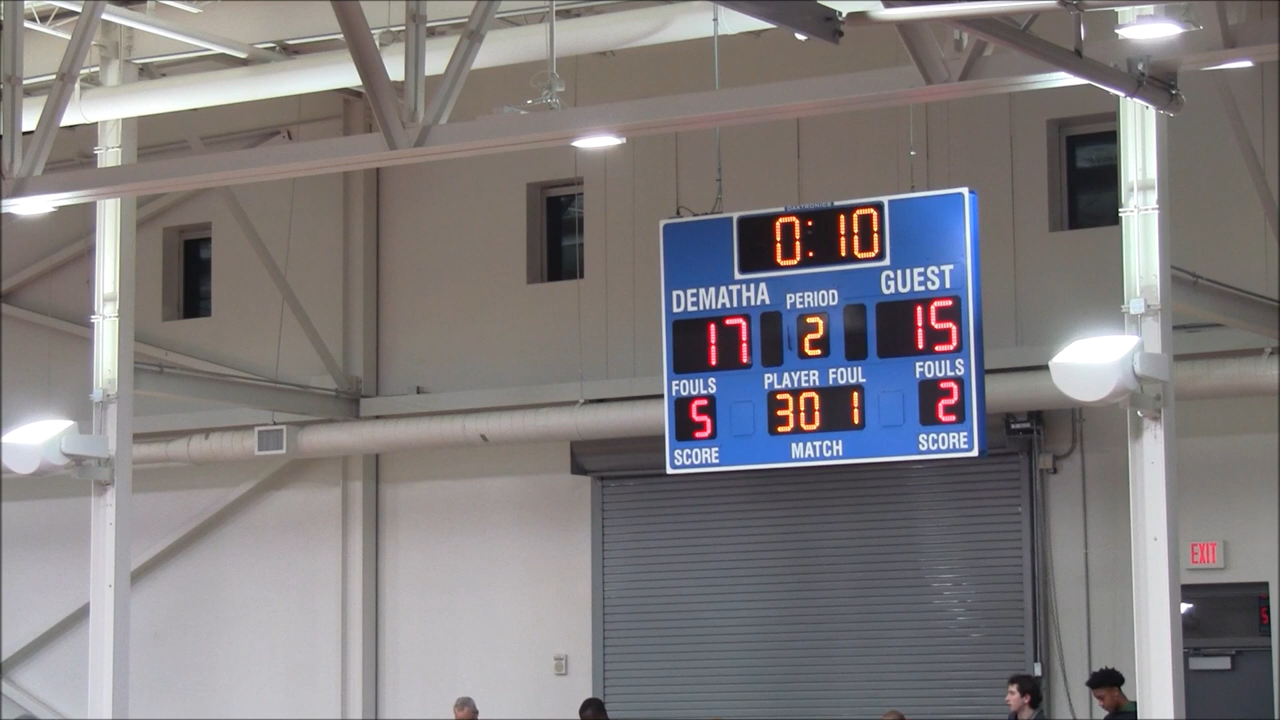 DAKTRONICS
0:10
DEMATHA PERIOD GUEST
17 2 15
FOULS PLAYER FOUL FOULS
5 30 1 2
SCORE MATCH SCORE
EXIT